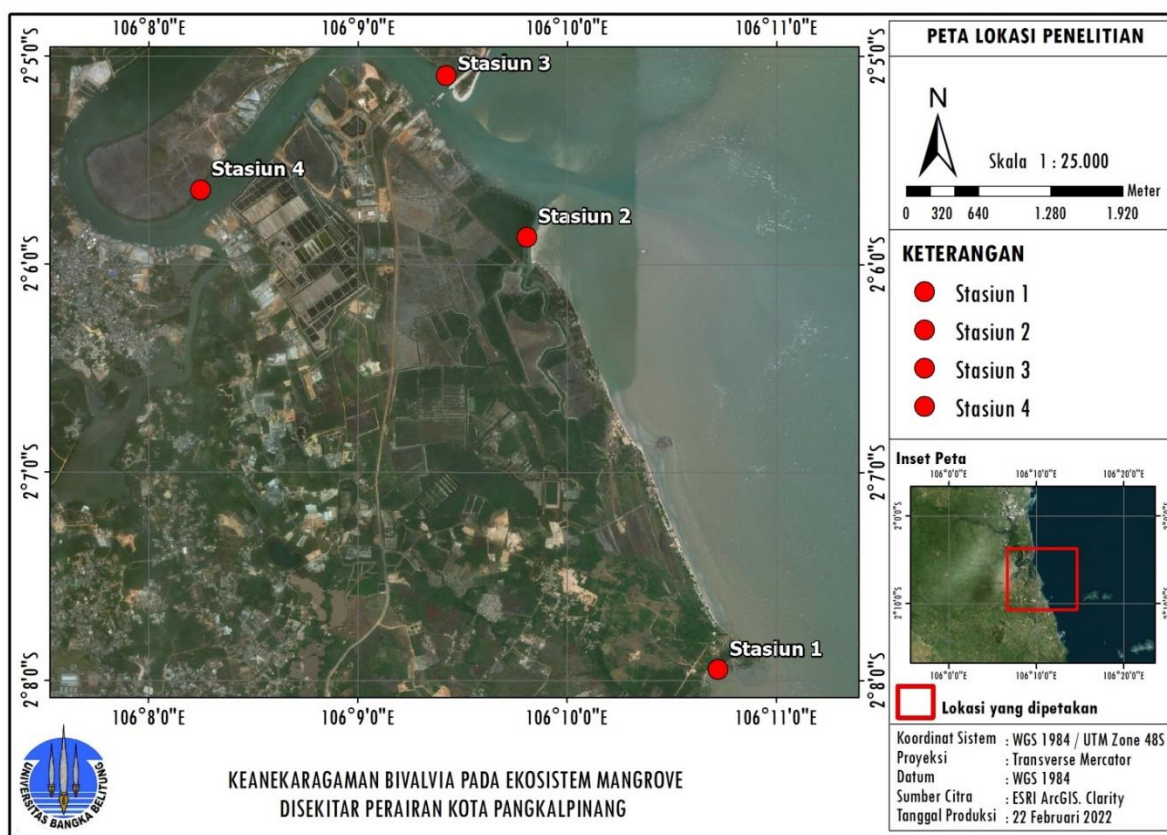 106°8'0"E 106°9'0"E 106°10'0"E 106°11'0"E
2°5'0"S
2°6'0"S
2°7'0"S
2°8'0"S
Stasiun 3
Stasiun 4
Stasiun 2
Stasiun 1
2°5'0"S
2°6'0"S
2°7'0"S
2°8'0"S
106°8'0"E 106°9'0"E 106°10'0"E 106°11'0"E
UNIVERSITAS BANGKA BELITUNG
KEANEKARAGAMAN BIVALVIA PADA EKOSISTEM MANGROVE
DISEKITAR PERAIRAN KOTA PANGKALPINANG
PETA LOKASI PENELITIAN
N
Skala 1 : 25.000
Meter
0 320 640 1.280 1.920
KETERANGAN
Stasiun 1
Stasiun 2
Stasiun 3
Stasiun 4
Inset Peta
106°0'0"E 106°10'0"E 106°20'0"E
2°0'0"S
2°10'0"S
106°0'0"E 106°10'0"E 106°20'0"E
Lokasi yang dipetakan
Koordinat Sistem : WGS 1984 / UTM Zone 48S
Proyeksi : Transverse Mercator
Datum : WGS 1984
Sumber Citra : ESRI ArcGIS. Clarity
Tanggal Produksi : 22 Februari 2022